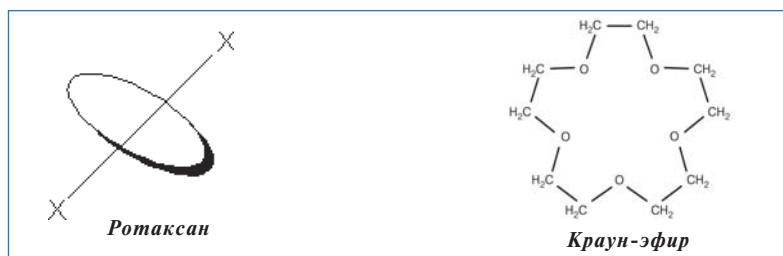 X
X
Ротаксан
H₂C CH₂
H₂C O O CH₂
H₂C CH₂
O O
H₂C CH₂
O
H₂C CH₂
Краун-эфир